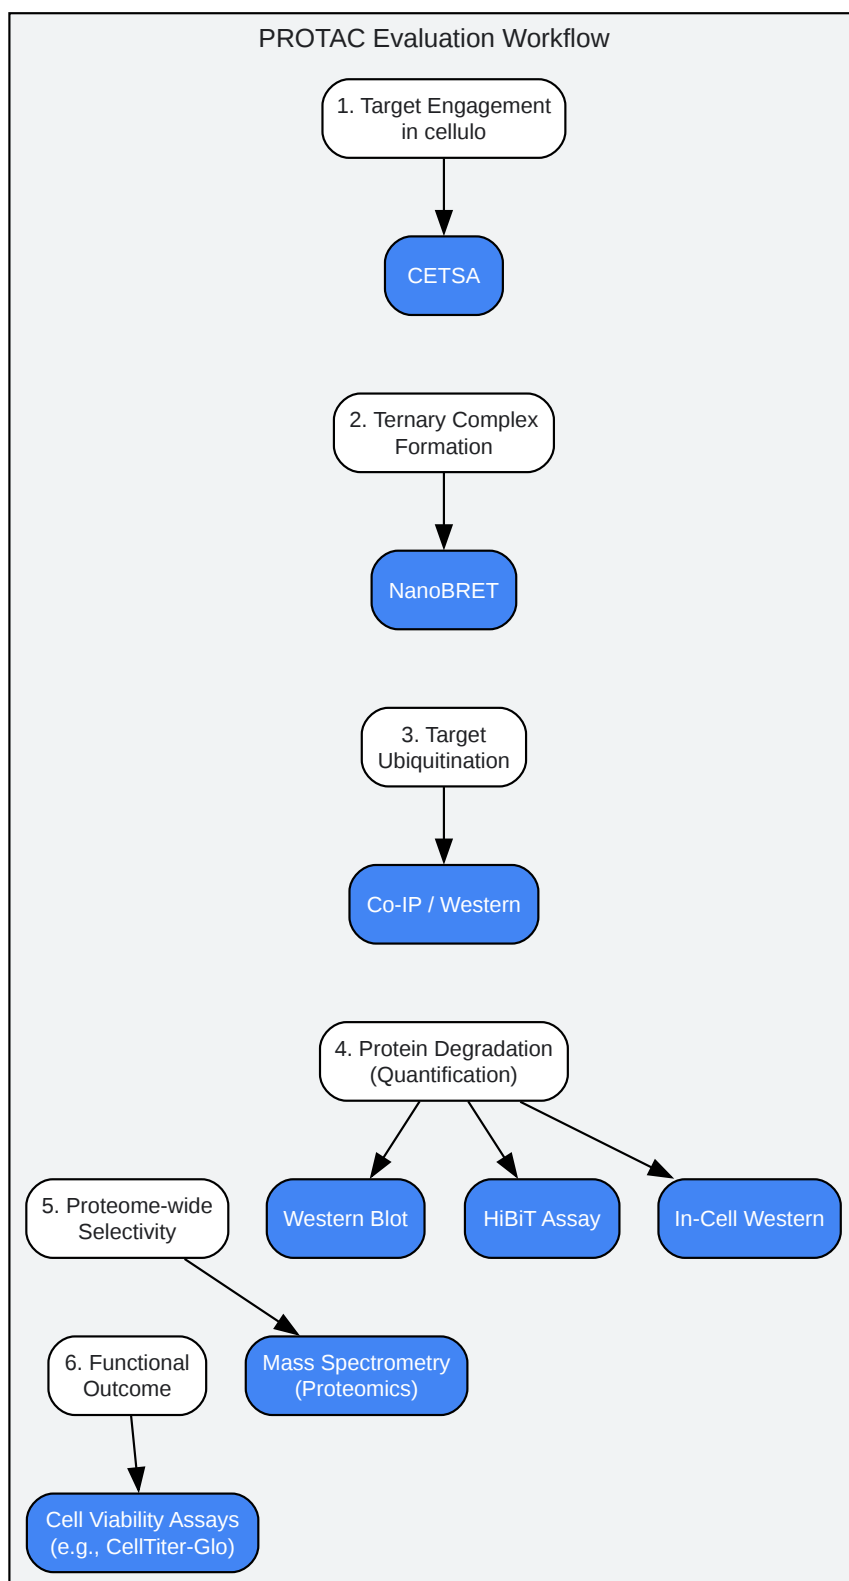 PROTAC Evaluation Workflow
1. Target Engagement
in cellulo
CETSA
2. Ternary Complex
Formation
NanoBRET
3. Target
Ubiquitination
Co-IP / Western
4. Protein Degradation
(Quantification)
5. Proteome-wide
Selectivity
Western Blot
HiBiT Assay
In-Cell Western
6. Functional
Outcome
Mass Spectrometry
(Proteomics)
Cell Viability Assays
(e.g., CellTiter-Glo)